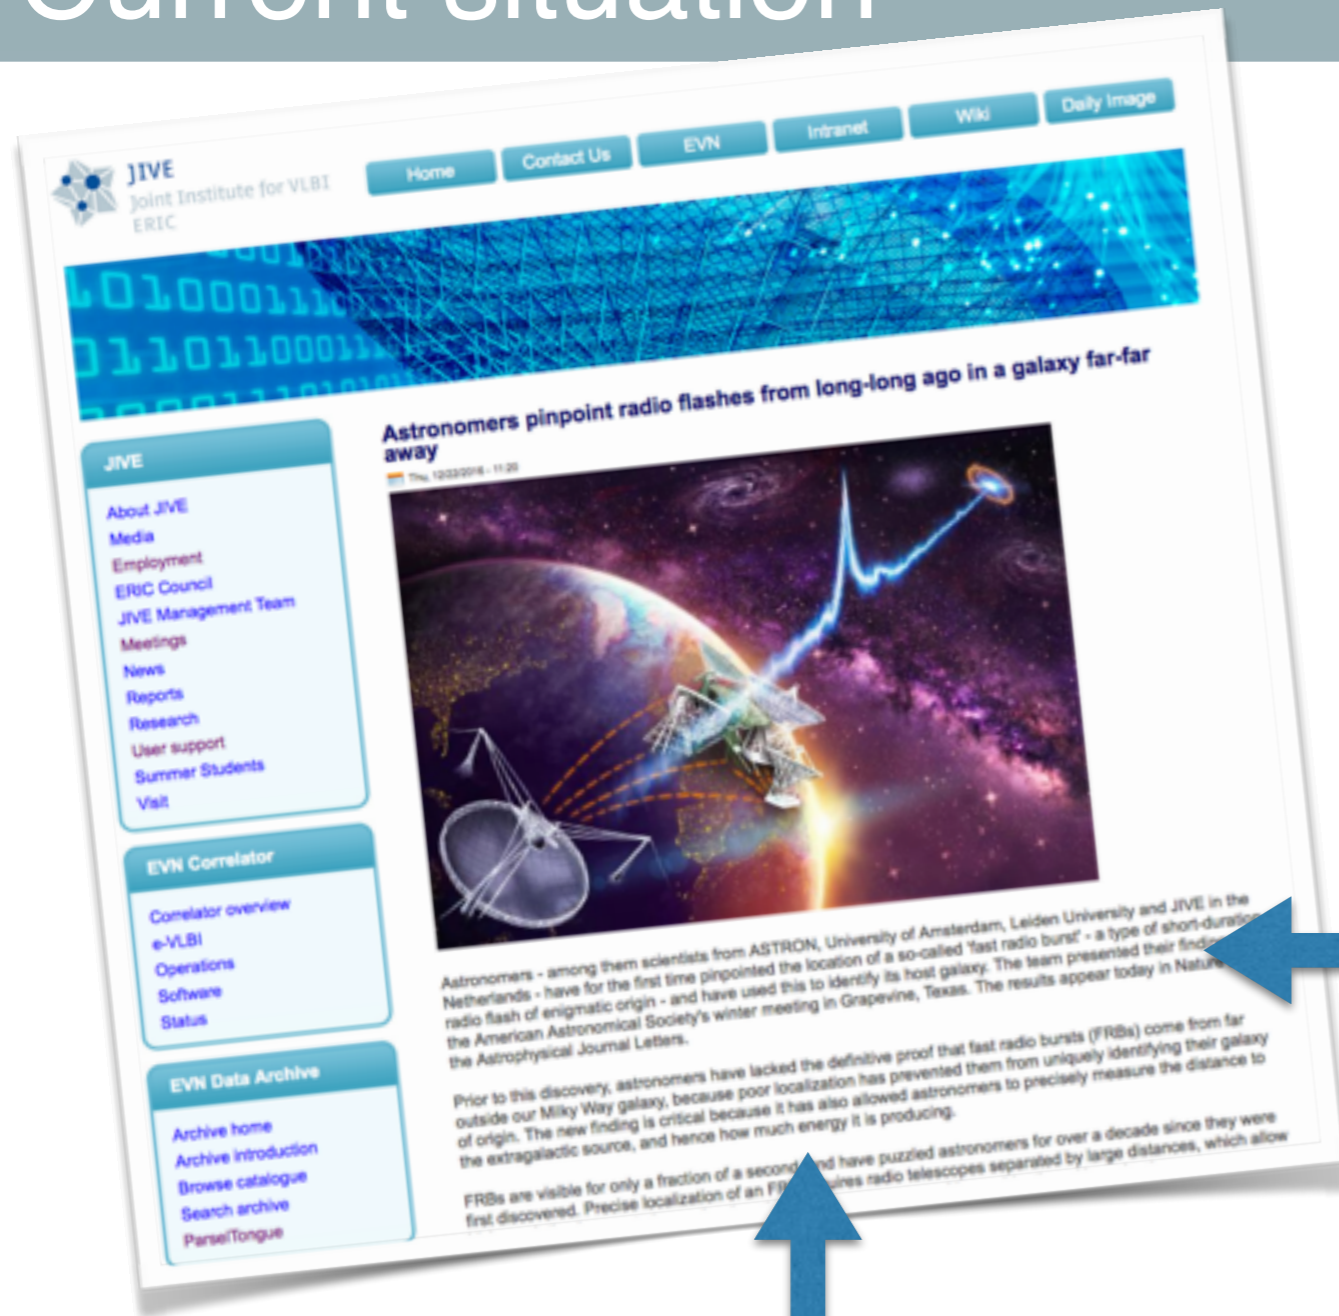 Current situation
JIVE
Joint Institute for VLBI
ERIC
Home
Contact Us
EVN
Intranet
Wiki
Daily Image
Astronomers pinpoint radio flashes from long-long ago in a galaxy far-far
away
JIVE
About JIVE
Media
Employment
ERIC Council
JIVE Management Team
Meetings
News
Reports
Research
User support
Summer Students
Visit
EVN Correlator
Correlator overview
e-VLBI
Operations
Software
Status
EVN Data Archive
Archive home
Archive introduction
Browse catalogue
Search archive
ParselTongue
Astronomers - among them scientists from ASTRON, University of Amsterdam, Leiden University and JIVE in the
Netherlands - have for the first time pinpointed the location of a so-called 'fast radio burst' - a type of short-duration
radio flash of enigmatic origin - and have used this to identify its host galaxy. The team presented their
the American Astronomical Society's winter meeting in Grapevine, Texas. The results appear today in Nature
the Astrophysical Journal Letters.
Prior to this discovery, astronomers have lacked the definitive proof that fast radio bursts (FRBs) come from far
outside our Milky Way galaxy, because poor localization has prevented them from uniquely identifying their galaxy
of origin. The new finding is critical because it has also allowed astronomers to precisely measure the distance to
the extragalactic source, and hence how much energy it is producing.
FRBs are visible for only a fraction of a second and have puzzled astronomers for over a decade since they were
first discovered. Precise localization of an radio telescopes separated by large distances, which allow